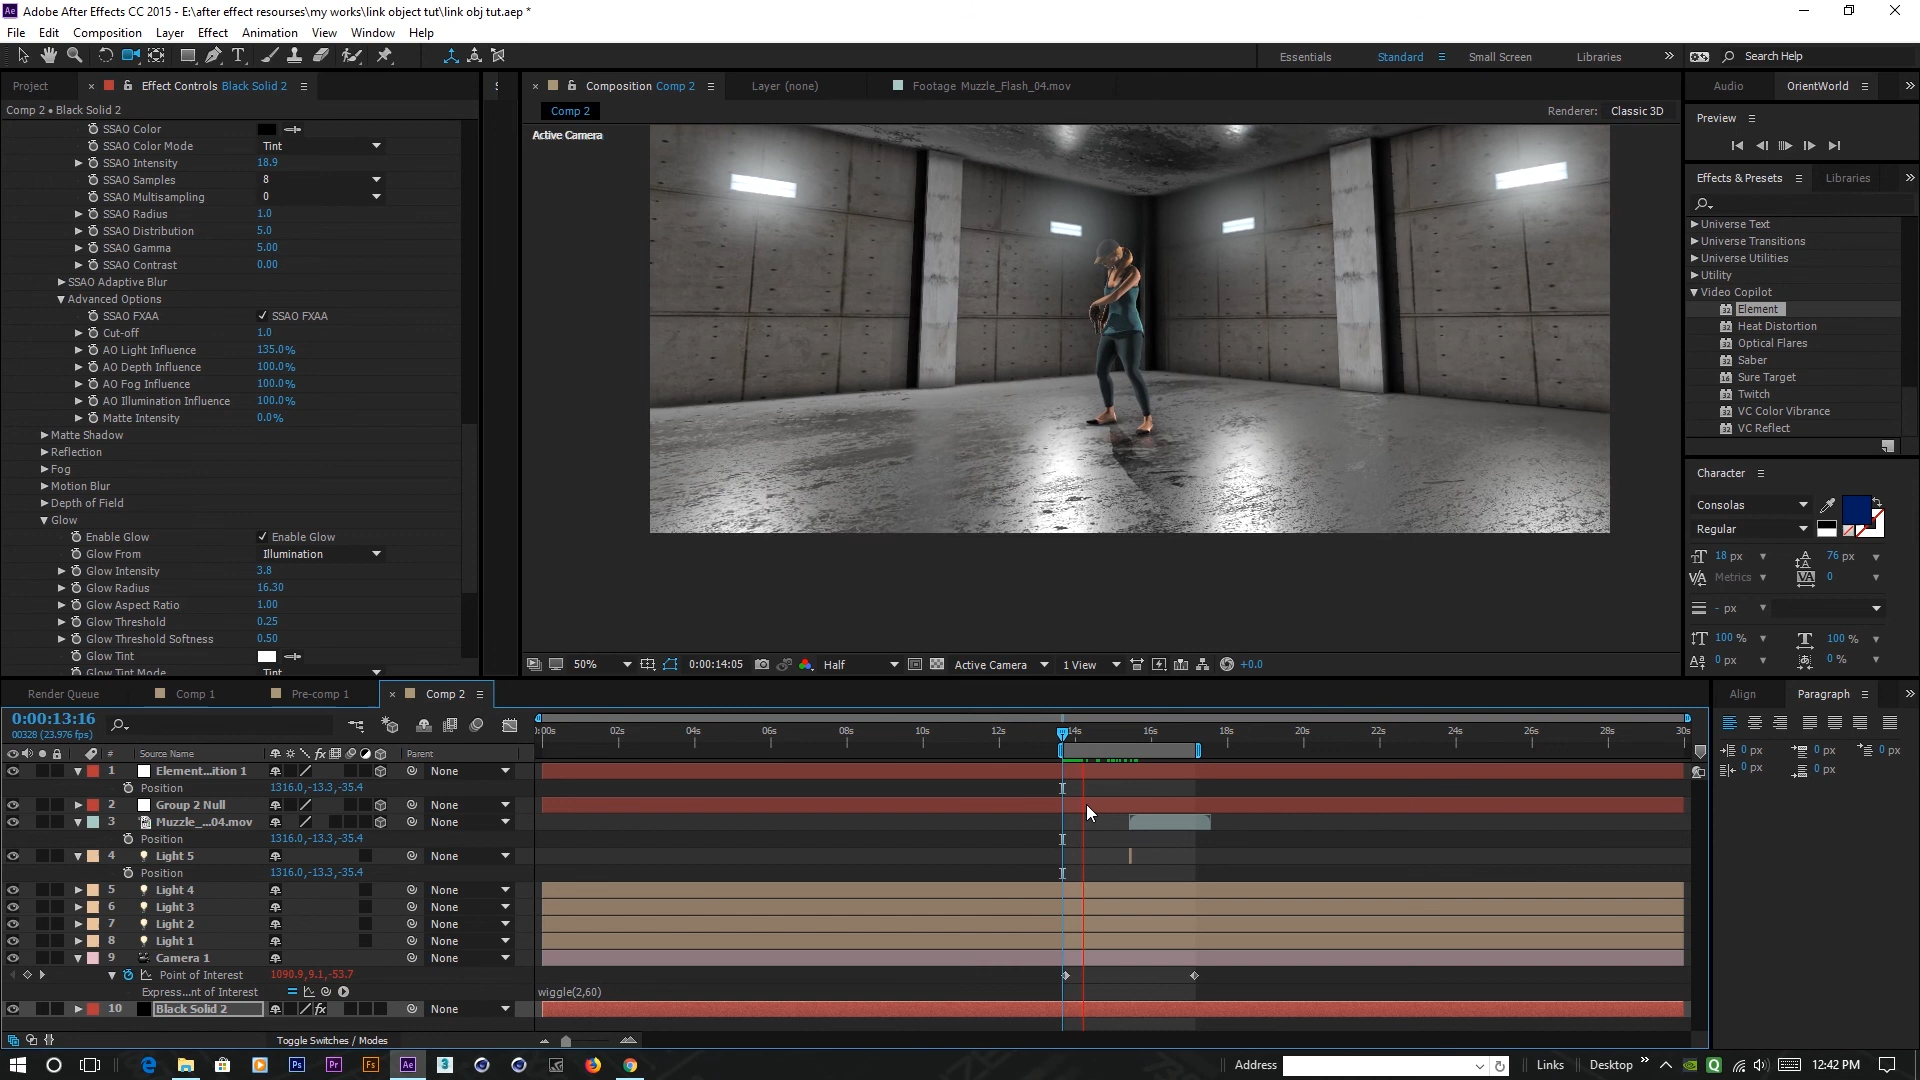 Adobe After Effects CC 2015 - E:\after effect resourses\my works\link object tut\link obj tut.aep *
File Edit Composition Layer Effect Animation View Window Help
Essentials Standard Small Screen Libraries Search Help
Project Effect Controls Black Solid 2
Composition Comp 2 Layer (none) Footage Muzzle_Flash_04.mov
Audio OrientWorld
Comp 2 • Black Solid 2
Comp 2 Renderer: Classic 3D
Active Camera
Preview
Effects & Presets Libraries
Universe Text
Universe Transitions
Universe Utilities
Utility
Video Copilot
Element
Heat Distortion
Optical Flares
Saber
Sure Target
Twitch
VC Color Vibrance
VC Reflect
SSAO Color
SSAO Color Mode Tint
SSAO Intensity 18.9
SSAO Samples 8
SSAO Multisampling 0
SSAO Radius 1.0
SSAO Distribution 5.0
SSAO Gamma 5.00
SSAO Contrast 0.00
SSAO Adaptive Blur
Advanced Options
SSAO FXAA SSAO FXAA
Cut-off 1.0
AO Light Influence 135.0%
AO Depth Influence 100.0%
AO Fog Influence 100.0%
AO Illumination Influence 100.0%
Matte Intensity 0.0%
Matte Shadow
Reflection
Fog
Motion Blur
Depth of Field
Glow
Enable Glow Enable Glow
Glow From Illumination
Glow Intensity 3.8
Glow Radius 16.30
Glow Aspect Ratio 1.00
Glow Threshold 0.25
Glow Threshold Softness 0.50
Glow Tint
Glow Tint Mode Tint
Character
Consolas
Regular
18 px 76 px
Metrics 0
- px
100 % 100 %
0 px 0 %
50% 0:00:14:05 Half Active Camera 1 View +0.0
Render Queue Comp 1 Pre-comp 1 Comp 2
Align Paragraph
0 px 0 px 0 px
0 px 0 px
0:00:13:16
00328 (23.976 fps)
:00s 02s 04s 06s 08s 10s 12s 14s 16s 18s 20s 22s 24s 26s 28s 30s
# Source Name Parent
1 Element...ition 1 None
Position 1316.0,-13.3,-35.4
2 Group 2 Null None
3 Muzzle_...04.mov None
Position 1316.0,-13.3,-35.4
4 Light 5 None
Position 1316.0,-13.3,-35.4
5 Light 4 None
6 Light 3 None
7 Light 2 None
8 Light 1 None
9 Camera 1 None
Point of Interest 1090.9,9.1,-53.7
Express...nt of Interest wiggle(2,60)
10 Black Solid 2 None
Toggle Switches / Modes
Address Links Desktop 12:42 PM